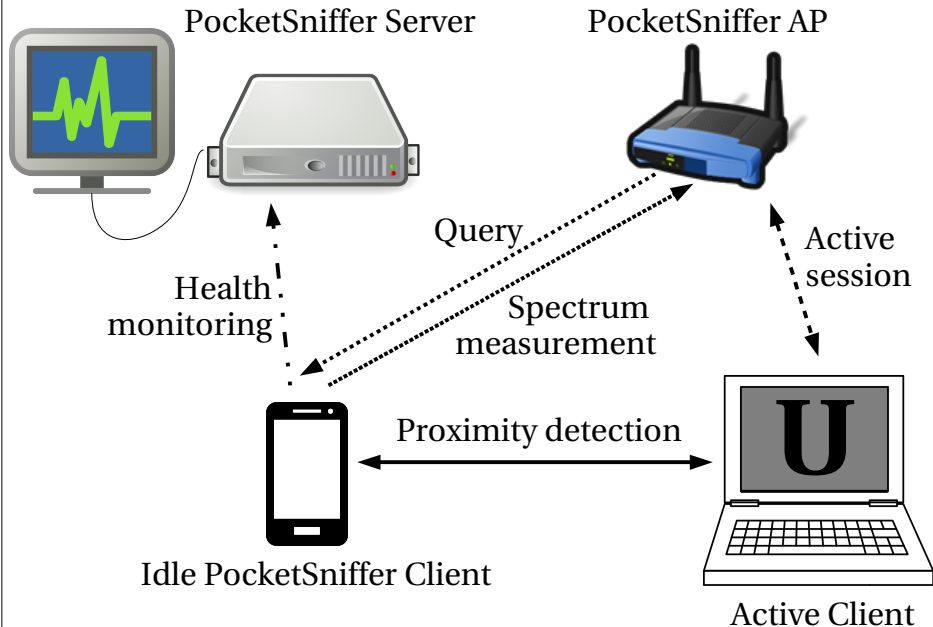 PocketSniffer Server
PocketSniffer AP
Query
Active
session
Health
monitoring
Spectrum
measurement
U
Proximity detection
Idle PocketSniffer Client
Active Client